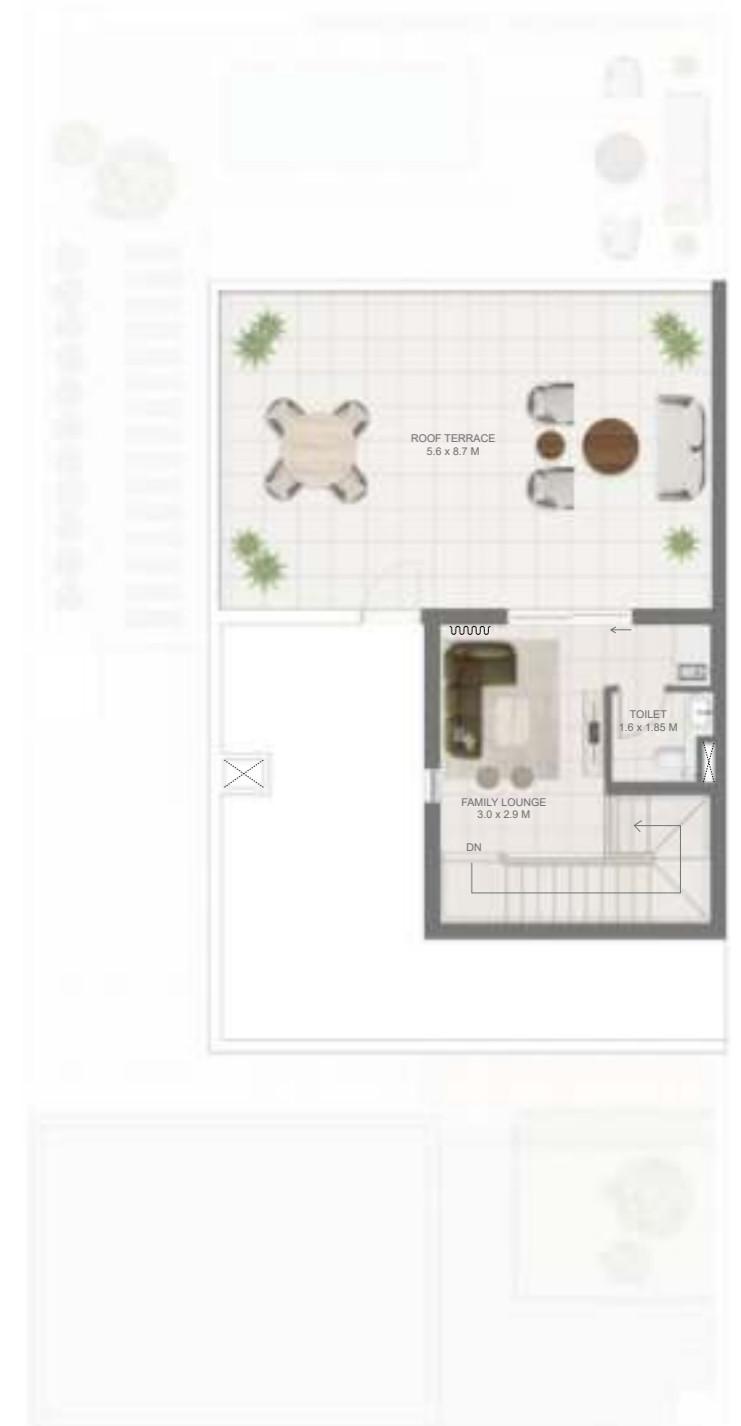 ROOF TERRACE
5.6 x 8.7 M
TOILET
1.6 x 1.85 M
FAMILY LOUNGE
3.0 x 2.9 M
DN